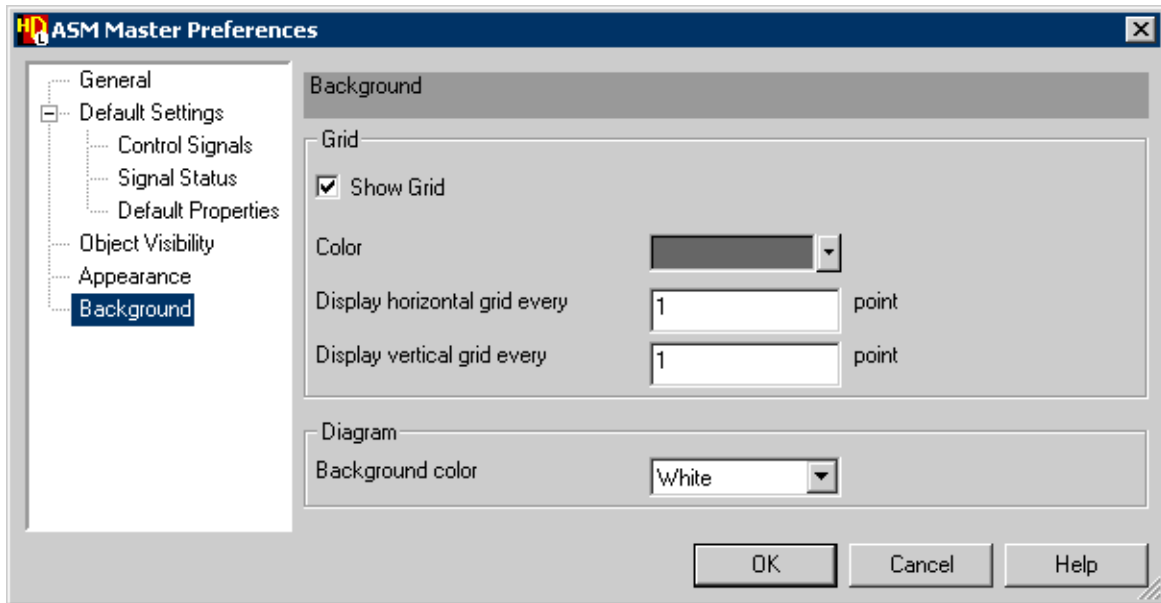 HD L ASM Master Preferences
General
Default Settings
Control Signals
Signal Status
Default Properties
Object Visibility
Appearance
Background
Background
Grid
Show Grid
Color
Display horizontal grid every 1 point
Display vertical grid every 1 point
Diagram
Background color White
OK Cancel Help